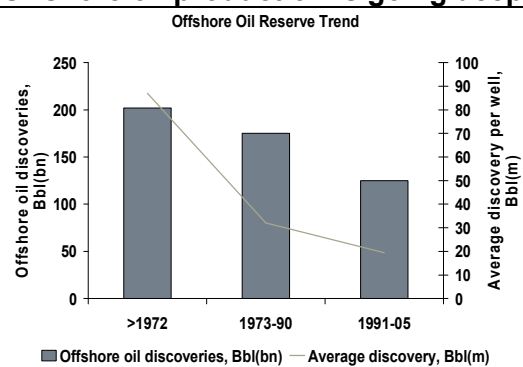 Offshore Oil Reserve Trend
250
200
150
100
50
0
100
90
80
70
60
50
40
30
20
10
0
Offshore oil discoveries,
Bbl(bn)
Average discovery per well,
Bbl(m)
>1972 1973-90 1991-05
Offshore oil discoveries, Bbl(bn) Average discovery, Bbl(m)